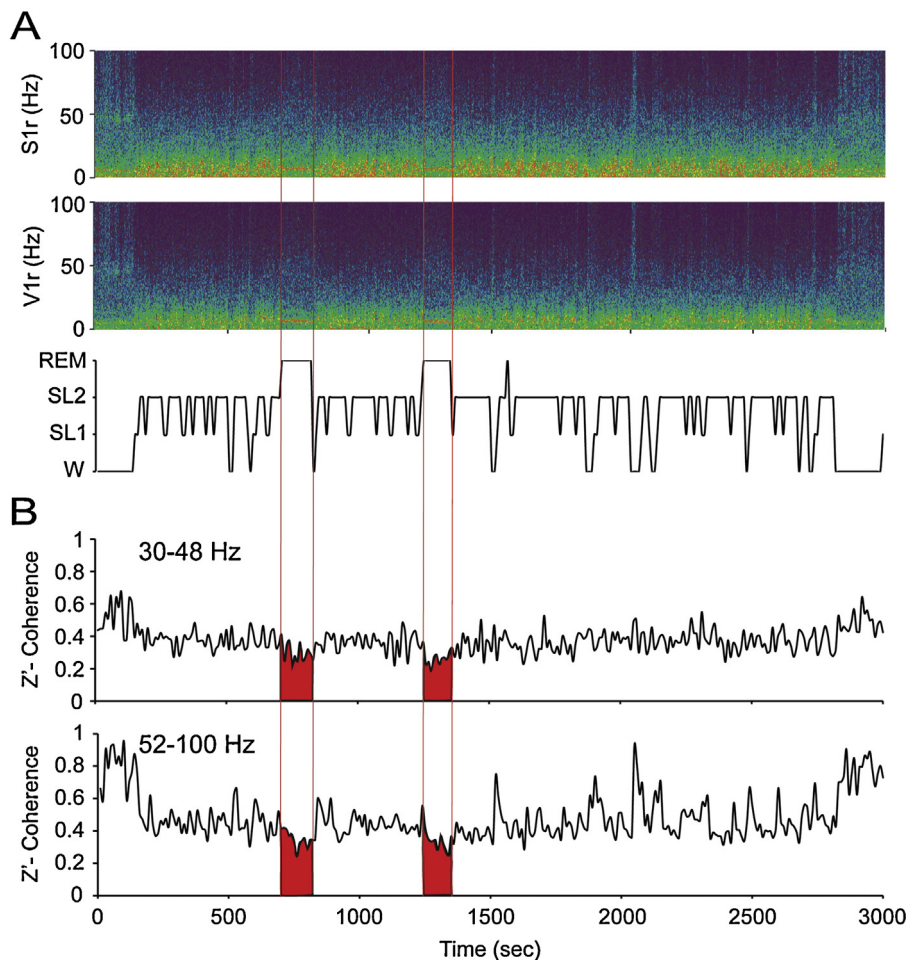 A
100
50
0
S1r (Hz)
100
50
0
V1r (Hz)
REM
SL2
SL1
W
B
30-48 Hz
1
0.8
0.6
0.4
0.2
0
Z'- Coherence
52-100 Hz
1
0.8
0.6
0.4
0.2
0
Z'- Coherence
0 500 1000 1500 2000 2500 3000
Time (sec)